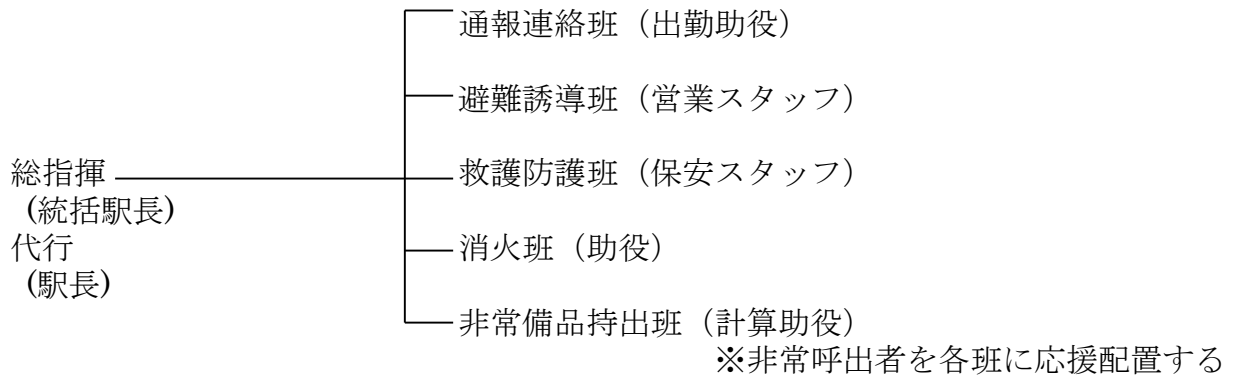 通報連絡班（出勤助役）
避難誘導班（営業スタッフ）
救護防護班（保安スタッフ）
総指揮
(統括駅長)
代行
(駅長)
消火班（助役）
非常備品持出班（計算助役）
※非常呼出者を各班に応援配置する